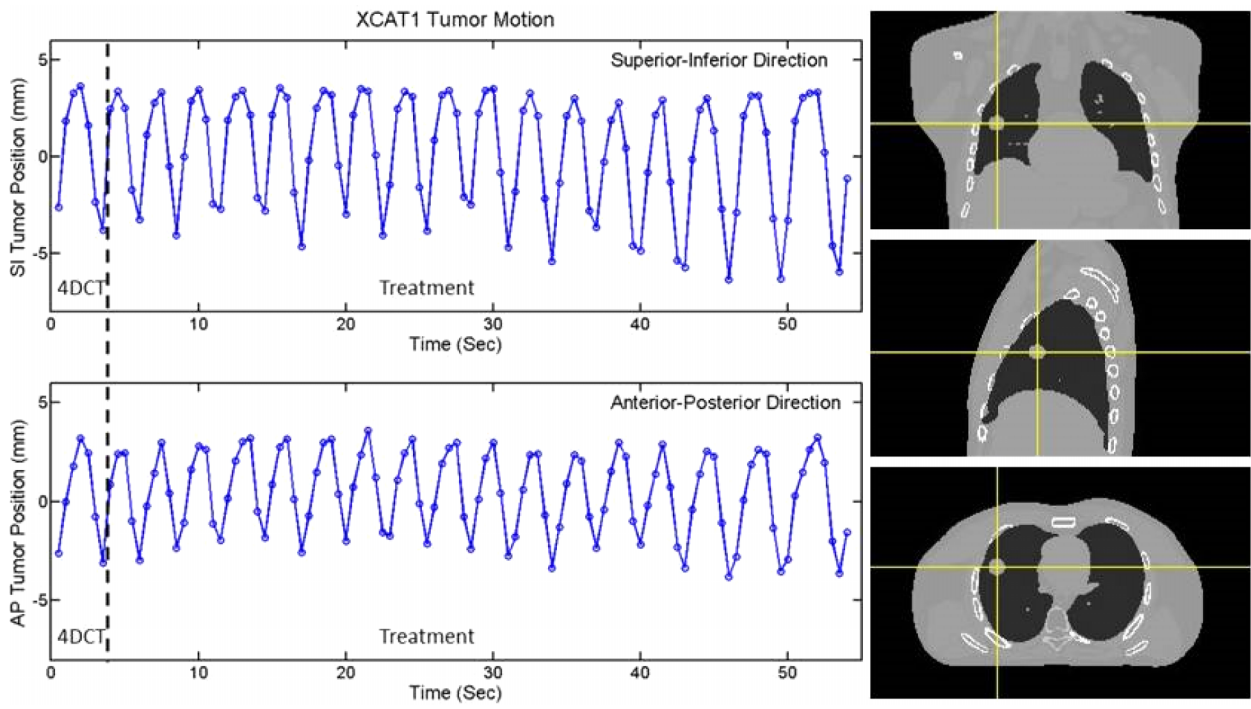 XCAT1 Tumor Motion
Superior-Inferior Direction
SI Tumor Position (mm)
5
0
-5
4DCT
Treatment
0 10 20 30 40 50
Time (Sec)
Anterior-Posterior Direction
AP Tumor Position (mm)
5
0
-5
4DCT
Treatment
0 10 20 30 40 50
Time (Sec)